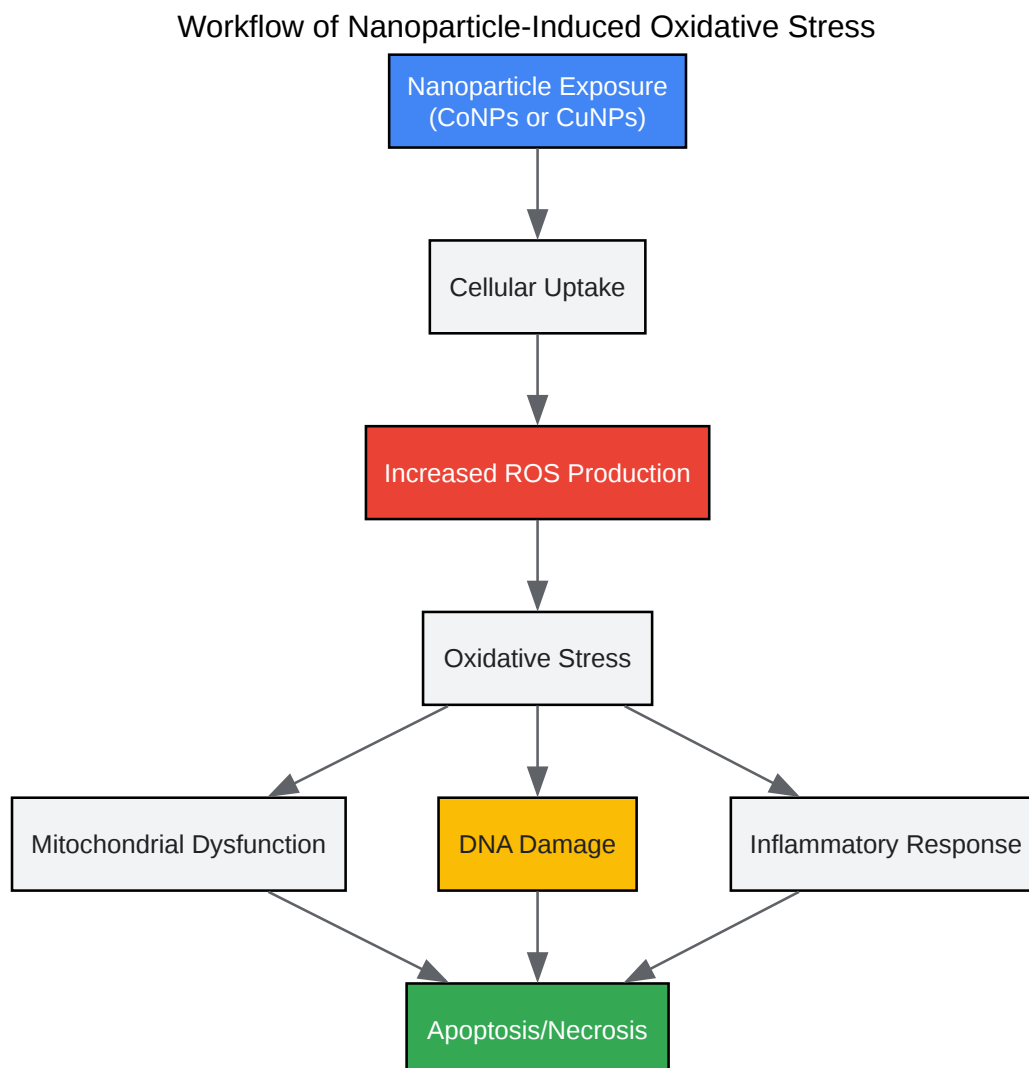 Workflow of Nanoparticle-Induced Oxidative Stress
Nanoparticle Exposure
(CoNPs or CuNPs)
Cellular Uptake
Increased ROS Production
Oxidative Stress
Mitochondrial Dysfunction
DNA Damage
Inflammatory Response
Apoptosis/Necrosis